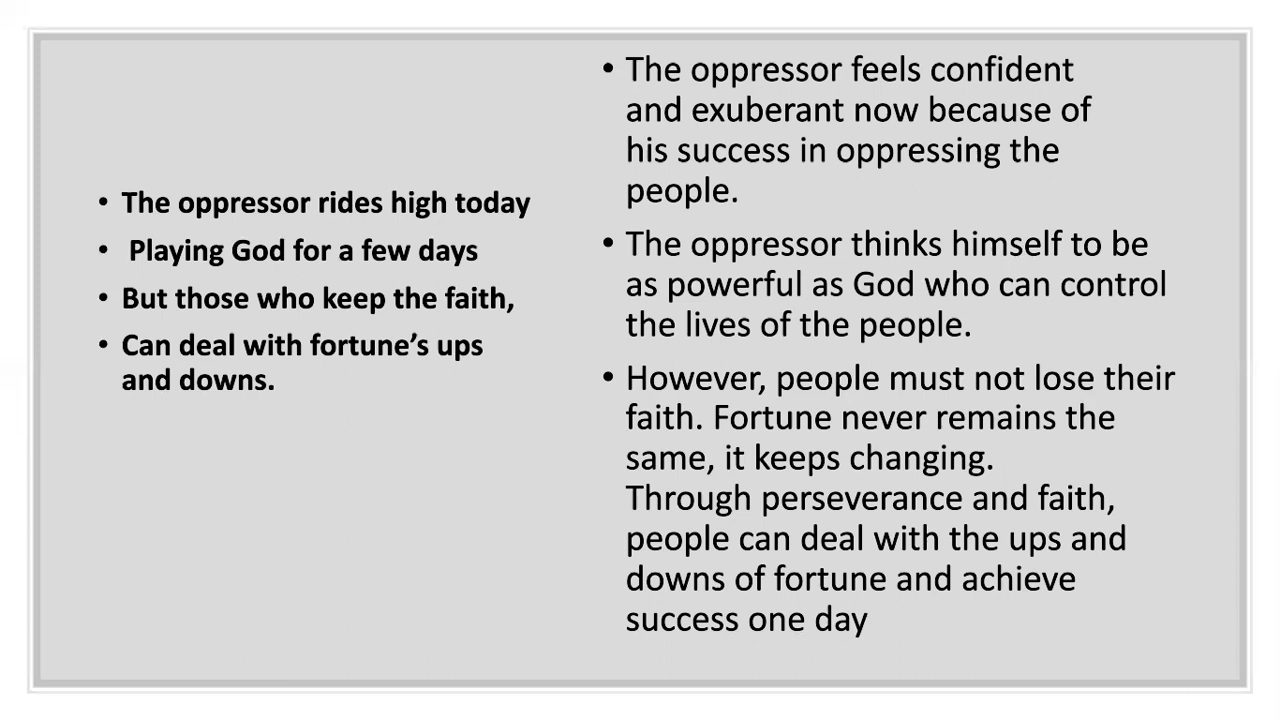 • The oppressor rides high today
• Playing God for a few days
• But those who keep the faith,
• Can deal with fortune’s ups
and downs.
• The oppressor feels confident
and exuberant now because of
his success in oppressing the
people.
• The oppressor thinks himself to be
as powerful as God who can control
the lives of the people.
• However, people must not lose their
faith. Fortune never remains the
same, it keeps changing.
Through perseverance and faith,
people can deal with the ups and
downs of fortune and achieve
success one day